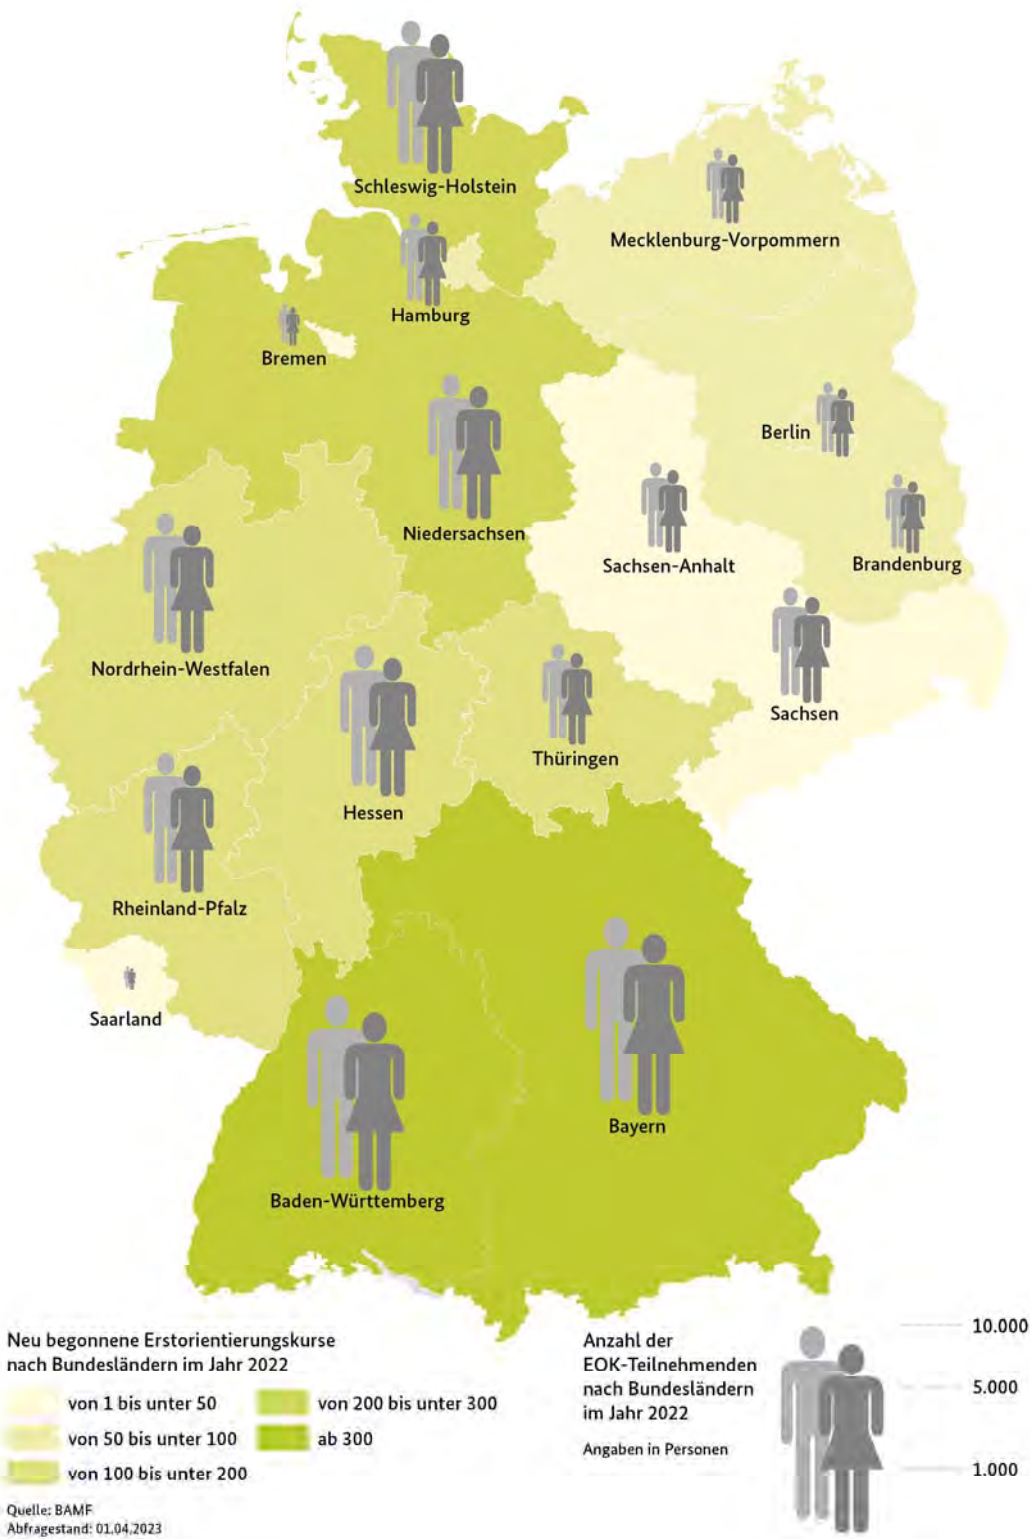 Schleswig-Holstein
Mecklenburg-Vorpommern
Hamburg
Bremen
Berlin
Niedersachsen
Sachsen-Anhalt
Brandenburg
Nordrhein-Westfalen
Sachsen
Thüringen
Hessen
Rheinland-Pfalz
Saarland
Bayern
Baden-Württemberg
Neu begonnene Erstorientierungskurse
nach Bundesländern im Jahr 2022
von 1 bis unter 50
von 50 bis unter 100
von 100 bis unter 200
von 200 bis unter 300
ab 300
Anzahl der
EOK-Teilnehmenden
nach Bundesländern
im Jahr 2022
Angaben in Personen
10.000
5.000
1.000
Quelle: BAMF
Abfragestand: 01.04.2023